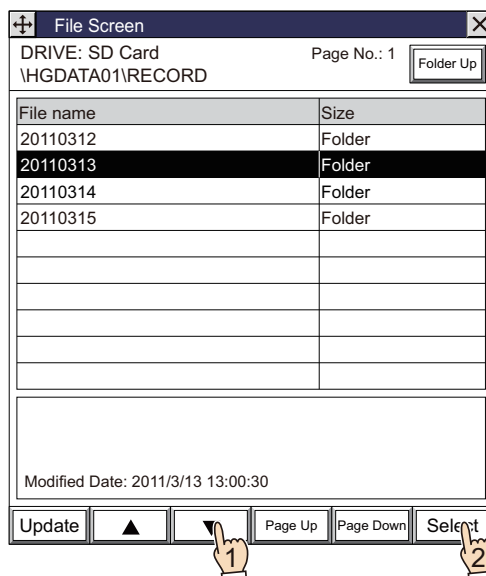 File Screen
DRIVE: SD Card Page No.: 1 Folder Up
\HGDATA01\RECORD
File name Size
20110312 Folder
20110313 Folder
20110314 Folder
20110315 Folder
Modified Date: 2011/3/13 13:00:30
Update ▲ ▼ Page Up Page Down Select
1 2